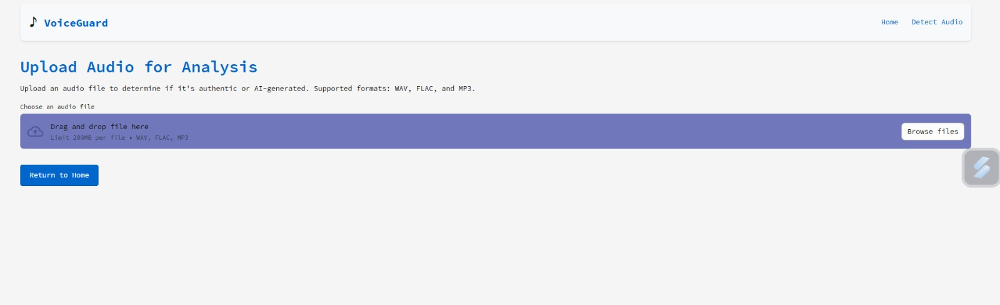 VoiceGuard
Home Detect Audio
Upload Audio for Analysis
Upload an audio file to determine if it's authentic or AI-generated. Supported formats: WAV, FLAC, and MP3.
Choose an audio file
Drag and drop file here
Limit 200MB per file • WAV, FLAC, MP3
Browse files
Return to Home